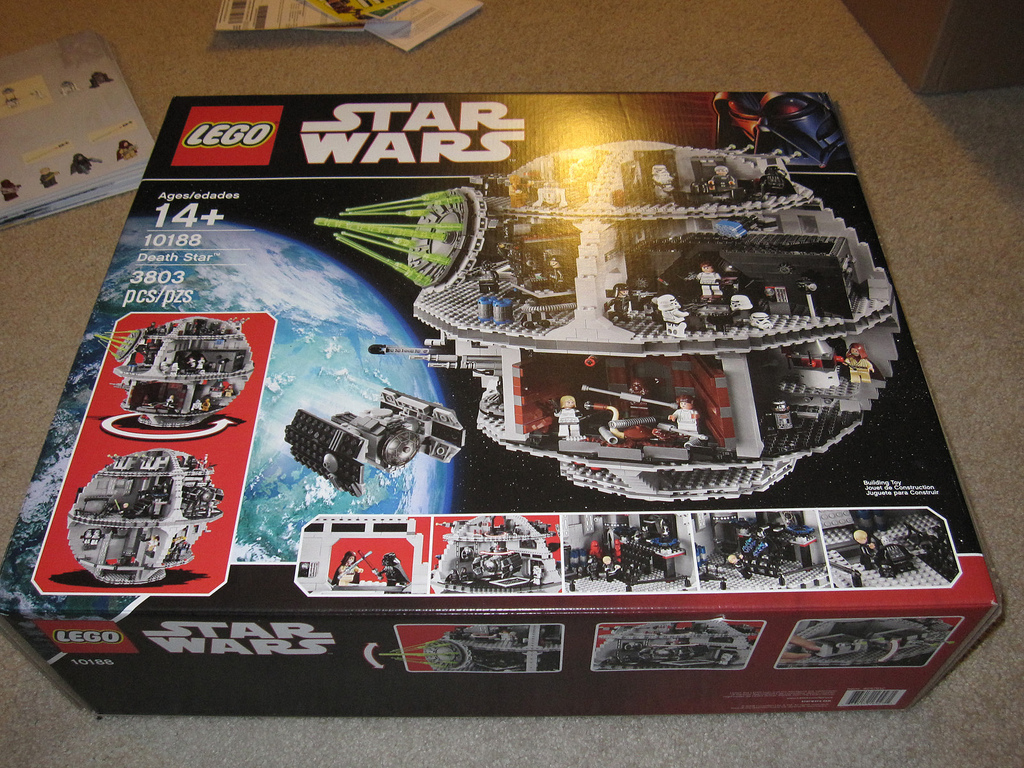 LEGO
STAR
WARS
Ages/edades
14+
10188
Death Star™
3803
pcs/pzs
Building Toy
Jouet de Construction
Juguete para Construir
LEGO
STAR
WARS
10188